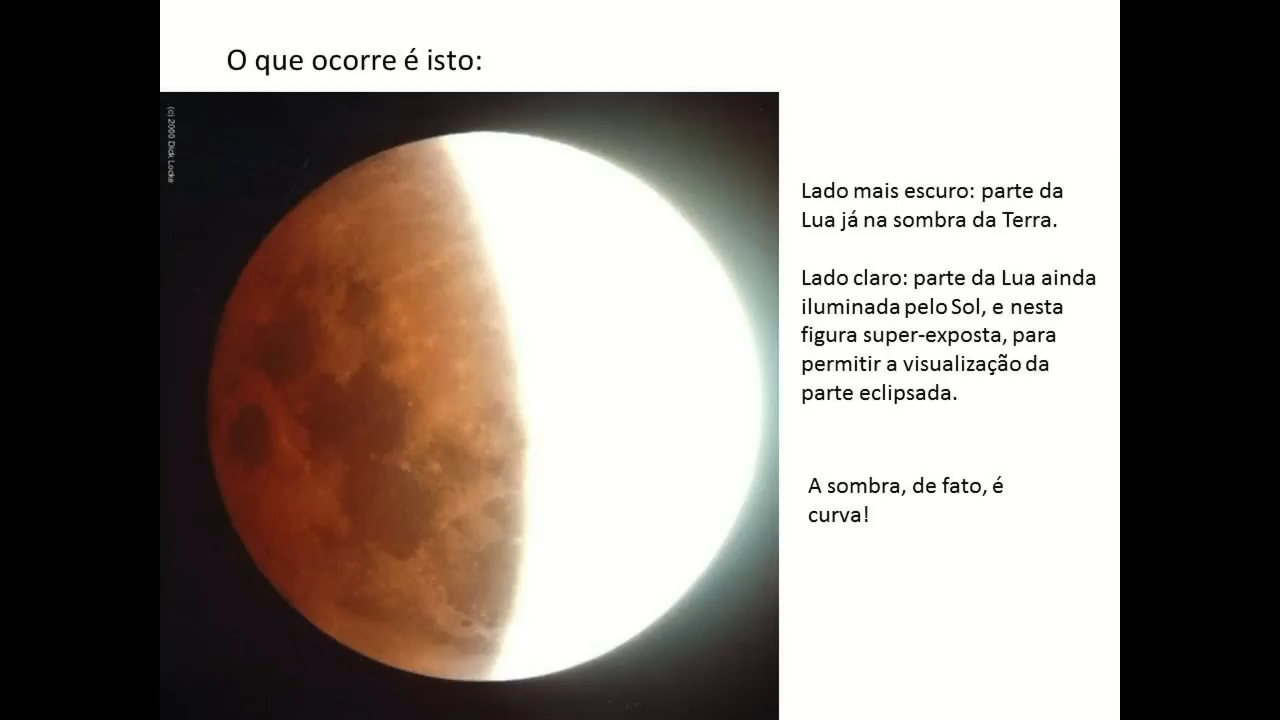 O que ocorre é isto:
(c) 2000 Dick Locke
Lado mais escuro: parte da
Lua já na sombra da Terra.
Lado claro: parte da Lua ainda
iluminada pelo Sol, e nesta
figura super-exposta, para
permitir a visualização da
parte eclipsada.
A sombra, de fato, é
curva!